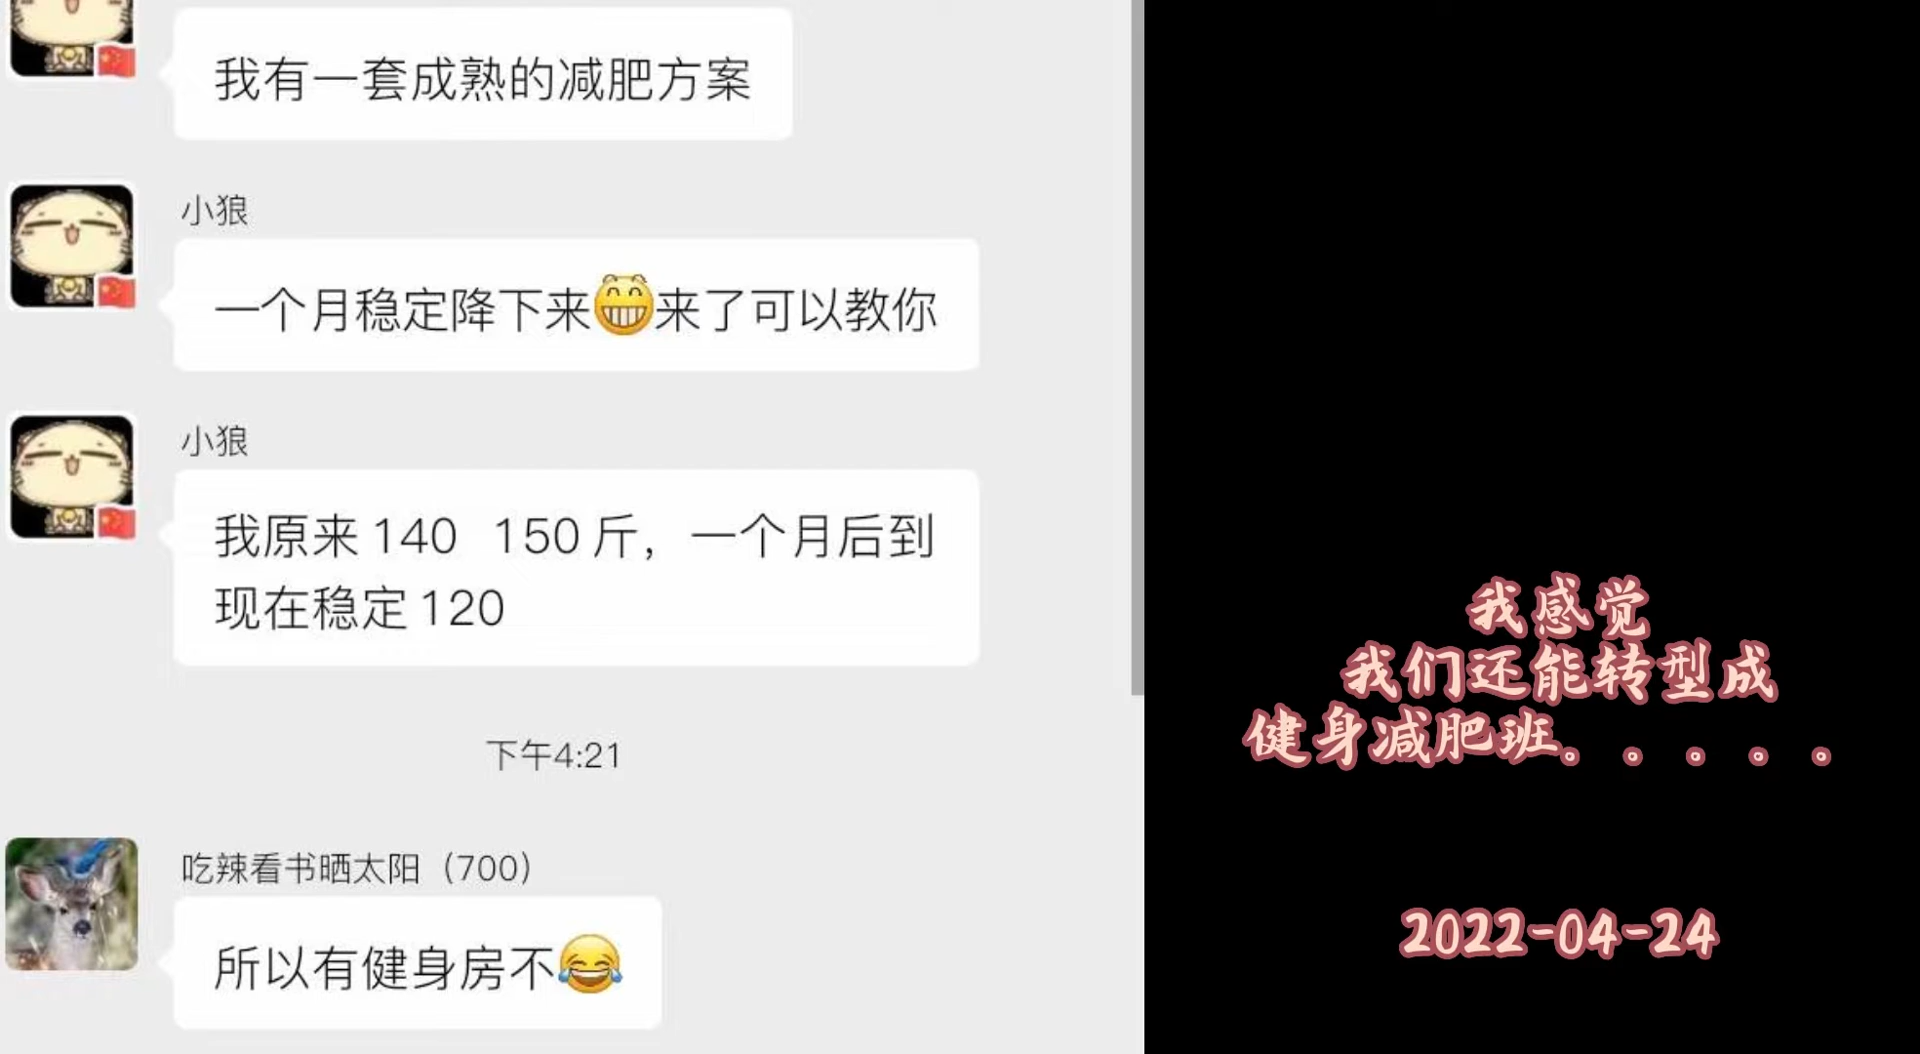 我有一套成熟的减肥方案
小狼
一个月稳定降下来😁来了可以教你
小狼
我原来140 150斤，一个月后到
现在稳定120
下午4:21
吃辣看书晒太阳（700）
所以有健身房不😂
我感觉
我们还能转型成
健身减肥班。。。。。
2022-04-24